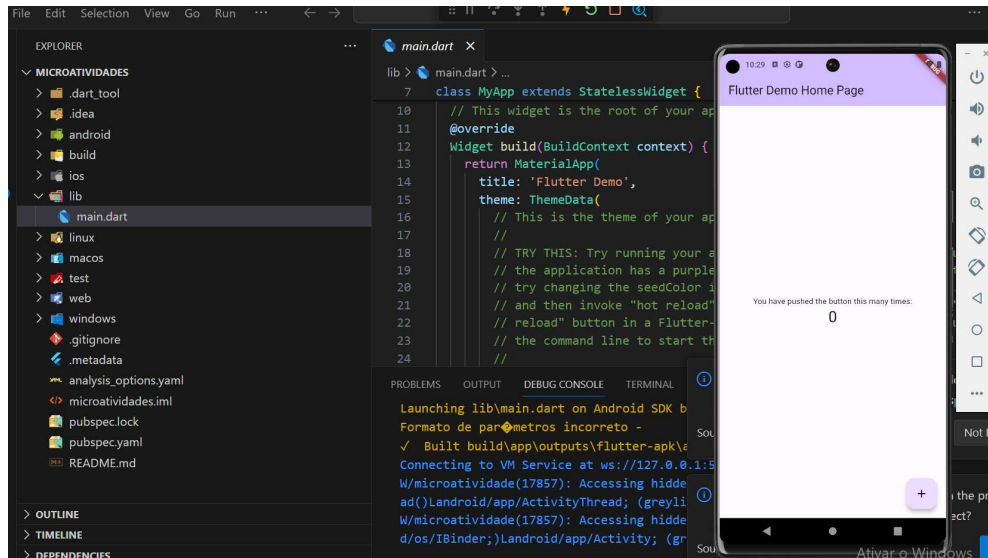 File Edit Selection View Go Run ...
EXPLORER ...
MICROATIVIDADES
.dart_tool
.idea
android
build
ios
lib
main.dart
linux
macos
test
web
windows
.gitignore
.metadata
analysis_options.yaml
microatividades.iml
pubspec.lock
pubspec.yaml
README.md
OUTLINE
TIMELINE
DEPENDENCIES
main.dart
lib > main.dart > ...
7 class MyApp extends StatelessWidget {
10 // This widget is the root of your ap
11 @override
12 Widget build(BuildContext context) {
13 return MaterialApp(
14 title: 'Flutter Demo',
15 theme: ThemeData(
16 // This is the theme of your ap
17 //
18 // TRY THIS: Try running your a
19 // the application has a purple
20 // try changing the seedColor i
21 // and then invoke "hot reload"
22 // reload" button in a Flutter-
23 // the command line to start th
24 //
PROBLEMS OUTPUT DEBUG CONSOLE TERMINAL
Launching lib\main.dart on Android SDK b
Formato de par�metros incorreto -
√ Built build\app\outputs\flutter-apk\a
Connecting to VM Service at ws://127.0.0.1:5
W/microatividade(17857): Accessing hidde
ad()Landroid/app/ActivityThread; (greyli
W/microatividade(17857): Accessing hidde
d/os/IBinder;)Landroid/app/Activity; (gr
Sou
Sou
10:29
Flutter Demo Home Page
You have pushed the button this many times:
0
+
Not
the pr
ect?
Ativar o Windows